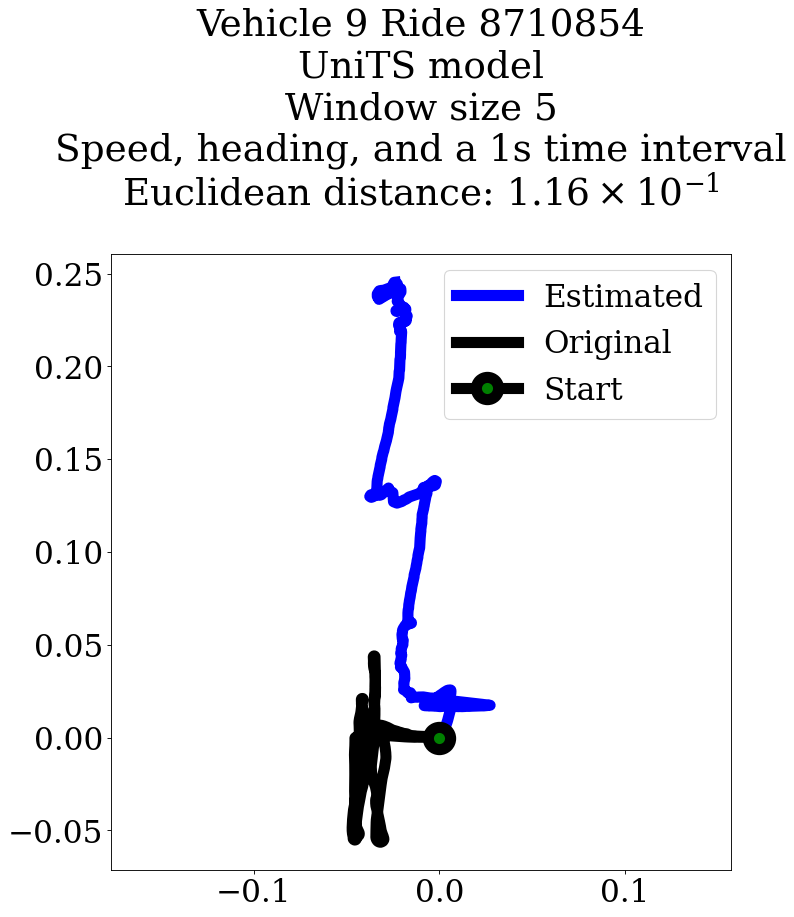 Vehicle 9 Ride 8710854
UniTS model
Window size 5
Speed, heading, and a 1s time interval
Euclidean distance: 1.16 × 10⁻¹
Estimated
Original
Start
0.25
0.20
0.15
0.10
0.05
0.00
−0.05
−0.1
0.0
0.1